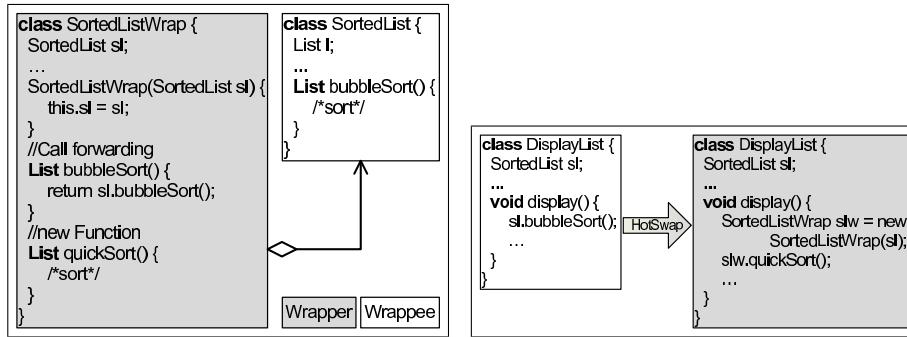 class SortedListWrap {
SortedList sl;
...
SortedListWrap(SortedList sl) {
this.sl = sl;
}
//Call forwarding
List bubbleSort() {
return sl.bubbleSort();
}
//new Function
List quickSort() {
/*sort*/
}
}
class SortedList {
List l;
...
List bubbleSort() {
/*sort*/
}
}
Wrapper
Wrappee
class DisplayList {
SortedList sl;
...
void display() {
sl.bubbleSort();
...
}
}
HotSwap
class DisplayList {
SortedList sl;
...
void display() {
SortedListWrap slw = new
SortedListWrap(sl);
slw.quickSort();
...
}
}